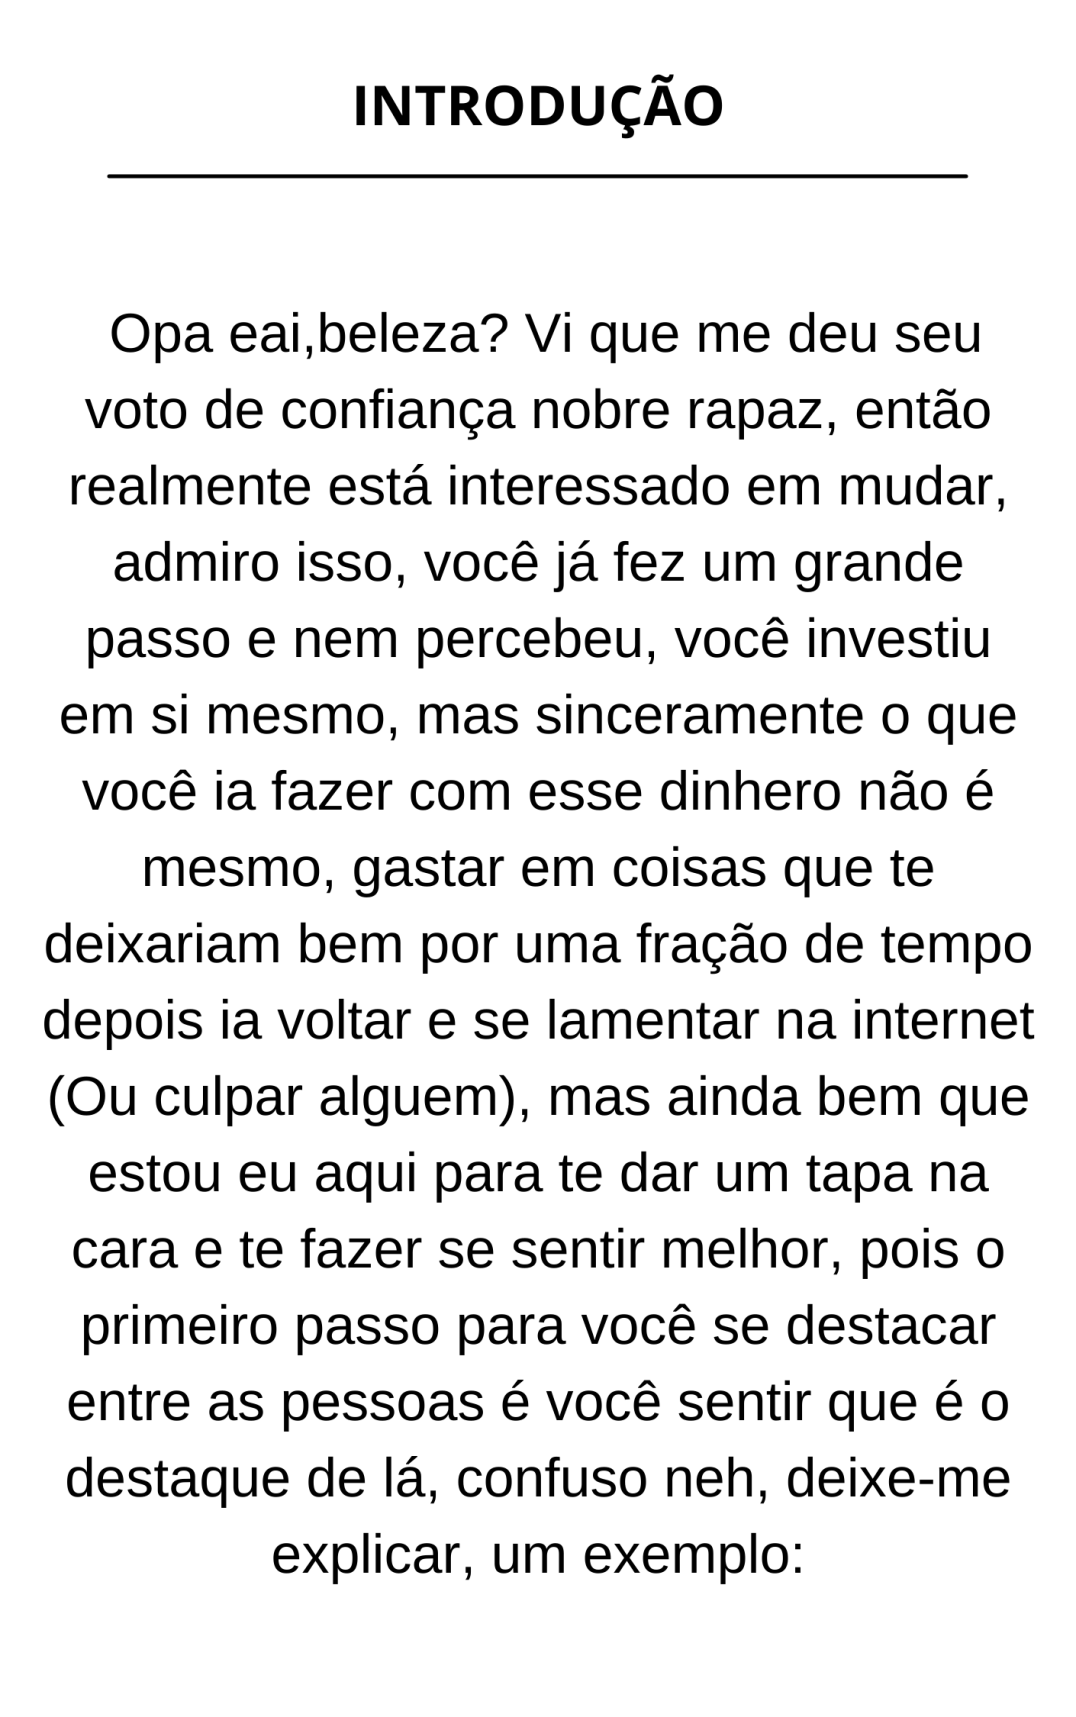 INTRODUÇÃO
Opa eai,beleza? Vi que me deu seu
voto de confiança nobre rapaz, então
realmente está interessado em mudar,
admiro isso, você já fez um grande
passo e nem percebeu, você investiu
em si mesmo, mas sinceramente o que
você ia fazer com esse dinhero não é
mesmo, gastar em coisas que te
deixariam bem por uma fração de tempo
depois ia voltar e se lamentar na internet
(Ou culpar alguem), mas ainda bem que
estou eu aqui para te dar um tapa na
cara e te fazer se sentir melhor, pois o
primeiro passo para você se destacar
entre as pessoas é você sentir que é o
destaque de lá, confuso neh, deixe-me
explicar, um exemplo: